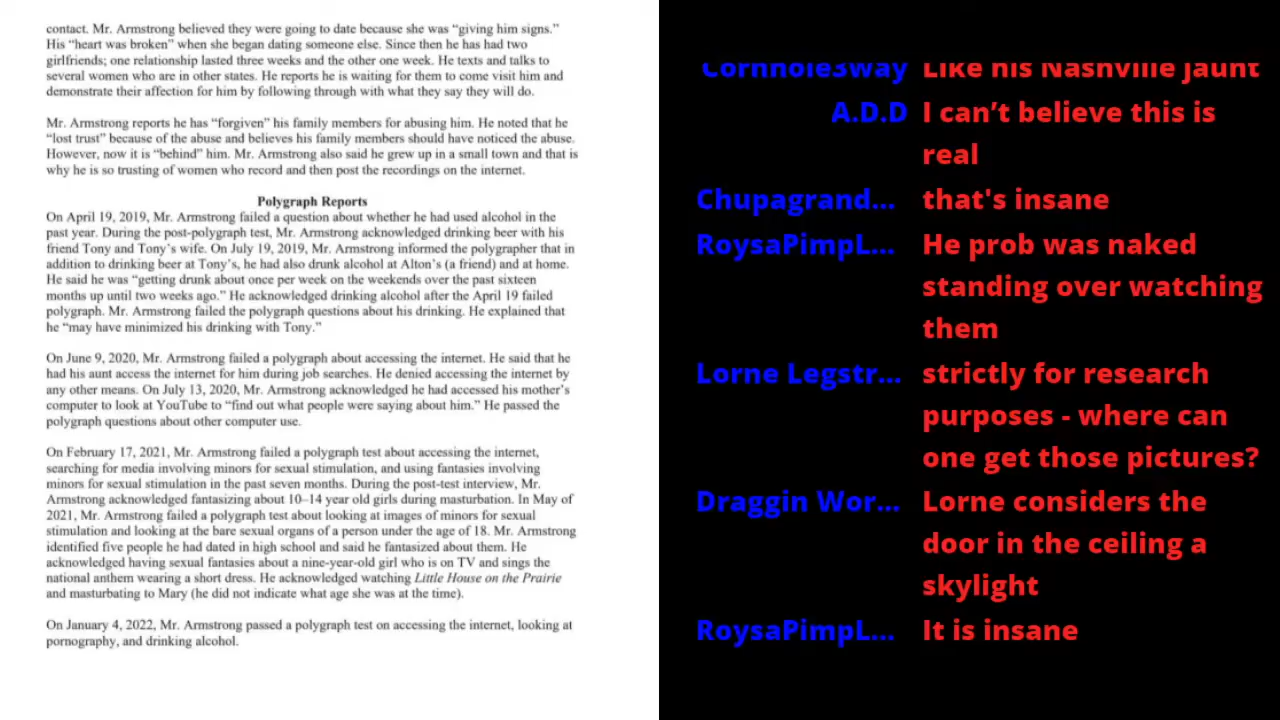 contact. Mr. Armstrong believed they were going to date because she was “giving him signs.”
His “heart was broken” when she began dating someone else. Since then he has had two
girlfriends; one relationship lasted three weeks and the other one week. He texts and talks to
several women who are in other states. He reports he is waiting for them to come visit him and
demonstrate their affection for him by following through with what they say they will do.
Mr. Armstrong reports he has “forgiven” his family members for abusing him. He noted that he
“lost trust” because of the abuse and believes his family members should have noticed the abuse.
However, now it is “behind” him. Mr. Armstrong also said he grew up in a small town and that is
why he is so trusting of women who record and then post the recordings on the internet.
Polygraph Reports
On April 19, 2019, Mr. Armstrong failed a question about whether he had used alcohol in the
past year. During the post-polygraph test, Mr. Armstrong acknowledged drinking beer with his
friend Tony and Tony’s wife. On July 19, 2019, Mr. Armstrong informed the polygrapher that in
addition to drinking beer at Tony’s, he had also drunk alcohol at Alton’s (a friend) and at home.
He said he was “getting drunk about once per week on the weekends over the past sixteen
months up until two weeks ago.” He acknowledged drinking alcohol after the April 19 failed
polygraph. Mr. Armstrong failed the polygraph questions about his drinking. He explained that
he “may have minimized his drinking with Tony.”
On June 9, 2020, Mr. Armstrong failed a polygraph about accessing the internet. He said that he
had his aunt access the internet for him during job searches. He denied accessing the internet by
any other means. On July 13, 2020, Mr. Armstrong acknowledged he had accessed his mother’s
computer to look at YouTube to “find out what people were saying about him.” He passed the
polygraph questions about other computer use.
On February 17, 2021, Mr. Armstrong failed a polygraph test about accessing the internet,
searching for media involving minors for sexual stimulation, and using fantasies involving
minors for sexual stimulation in the past seven months. During the post-test interview, Mr.
Armstrong acknowledged fantasizing about 10–14 year old girls during masturbation. In May of
2021, Mr. Armstrong failed a polygraph test about looking at images of minors for sexual
stimulation and looking at the bare sexual organs of a person under the age of 18. Mr. Armstrong
identified five people he had dated in high school and said he fantasized about them. He
acknowledged having sexual fantasies about a nine-year-old girl who is on TV and sings the
national anthem wearing a short dress. He acknowledged watching Little House on the Prairie
and masturbating to Mary (he did not indicate what age she was at the time).
On January 4, 2022, Mr. Armstrong passed a polygraph test on accessing the internet, looking at
pornography, and drinking alcohol.
Cornhole3way Like his Nashville jaunt
A.D.D I can’t believe this is
real
Chupagrand... that's insane
RoysaPimpL... He prob was naked
standing over watching
them
Lorne Legstr... strictly for research
purposes - where can
one get those pictures?
Draggin Wor... Lorne considers the
door in the ceiling a
skylight
RoysaPimpL... It is insane